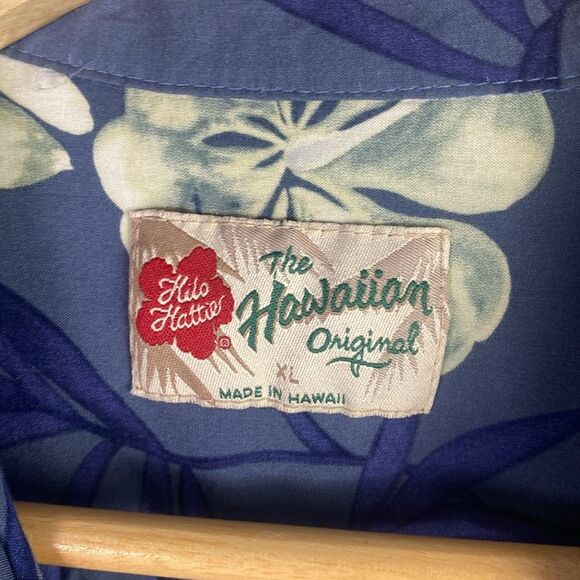 Hilo
Hattie
®
The
Hawaiian
Original
XL
MADE IN HAWAII